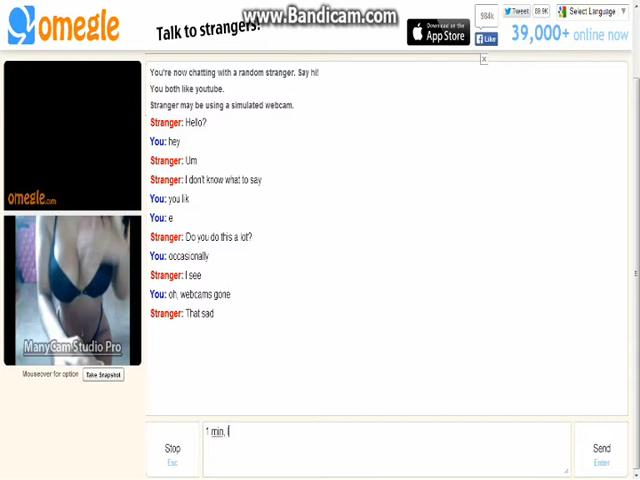 www.Bandicam.com
omegle
Talk to strangers!
Download on the
App Store
984k
Like
Tweet
89.9K
Select Language
39,000+ online now
You're now chatting with a random stranger. Say hi!
You both like youtube.
Stranger may be using a simulated webcam.
Stranger: Hello?
You: hey
Stranger: Um
Stranger: I don't know what to say
You: you lik
You: e
Stranger: Do you do this a lot?
You: occasionally
Stranger: I see
You: oh, webcams gone
Stranger: That sad
omegle.com
ManyCam Studio Pro
Mouseover for option
Take Snapshot
1 min,
Stop
Esc
Send
Enter